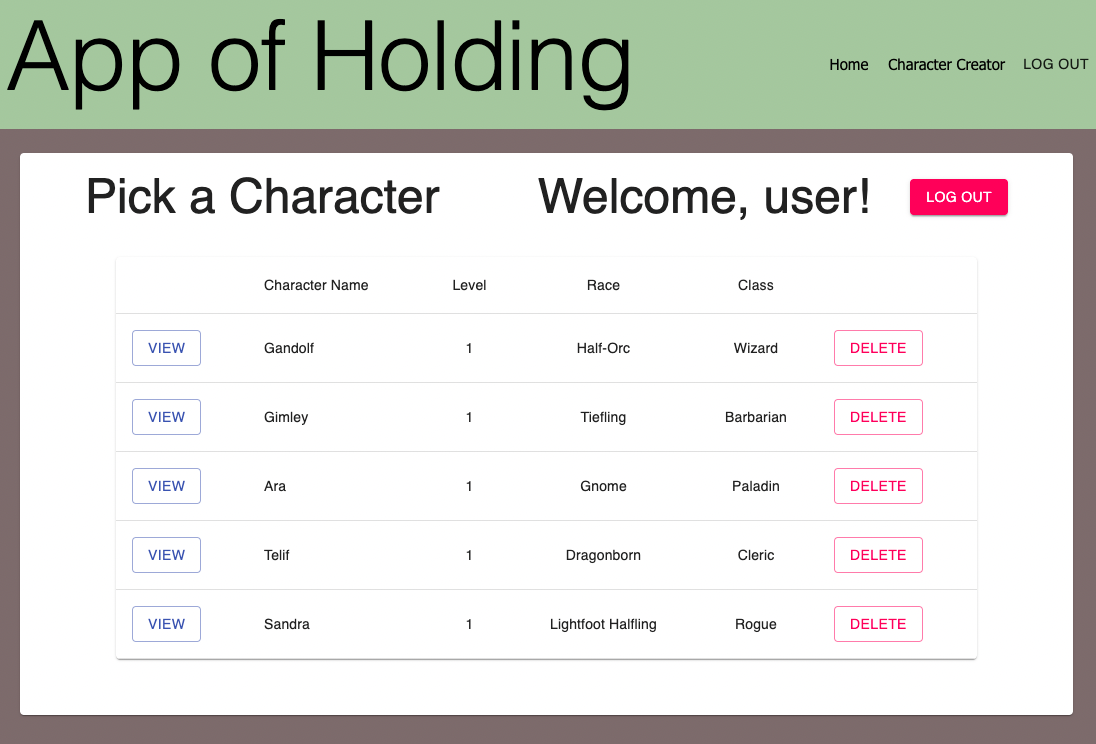 App of Holding
Home Character Creator LOG OUT
Pick a Character Welcome, user! LOG OUT
Character Name Level Race Class
VIEW Gandolf 1 Half-Orc Wizard DELETE
VIEW Gimley 1 Tiefling Barbarian DELETE
VIEW Ara 1 Gnome Paladin DELETE
VIEW Telif 1 Dragonborn Cleric DELETE
VIEW Sandra 1 Lightfoot Halfling Rogue DELETE